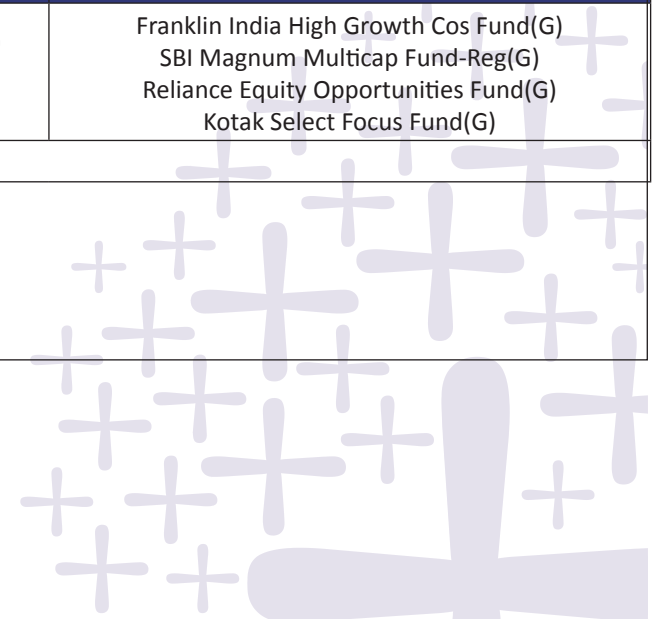 Franklin India High Growth Cos Fund(G)
SBI Magnum Multicap Fund-Reg(G)
Reliance Equity Opportunities Fund(G)
Kotak Select Focus Fund(G)